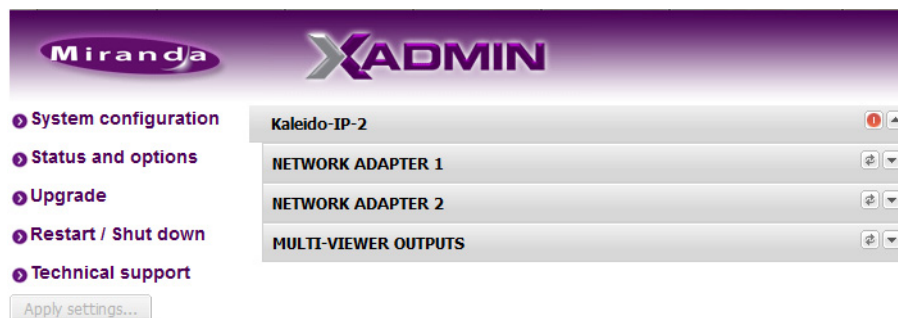 Miranda
XADMIN
System configuration
Status and options
Upgrade
Restart / Shut down
Technical support
Apply settings...
Kaleido-IP-2
NETWORK ADAPTER 1
NETWORK ADAPTER 2
MULTI-VIEWER OUTPUTS